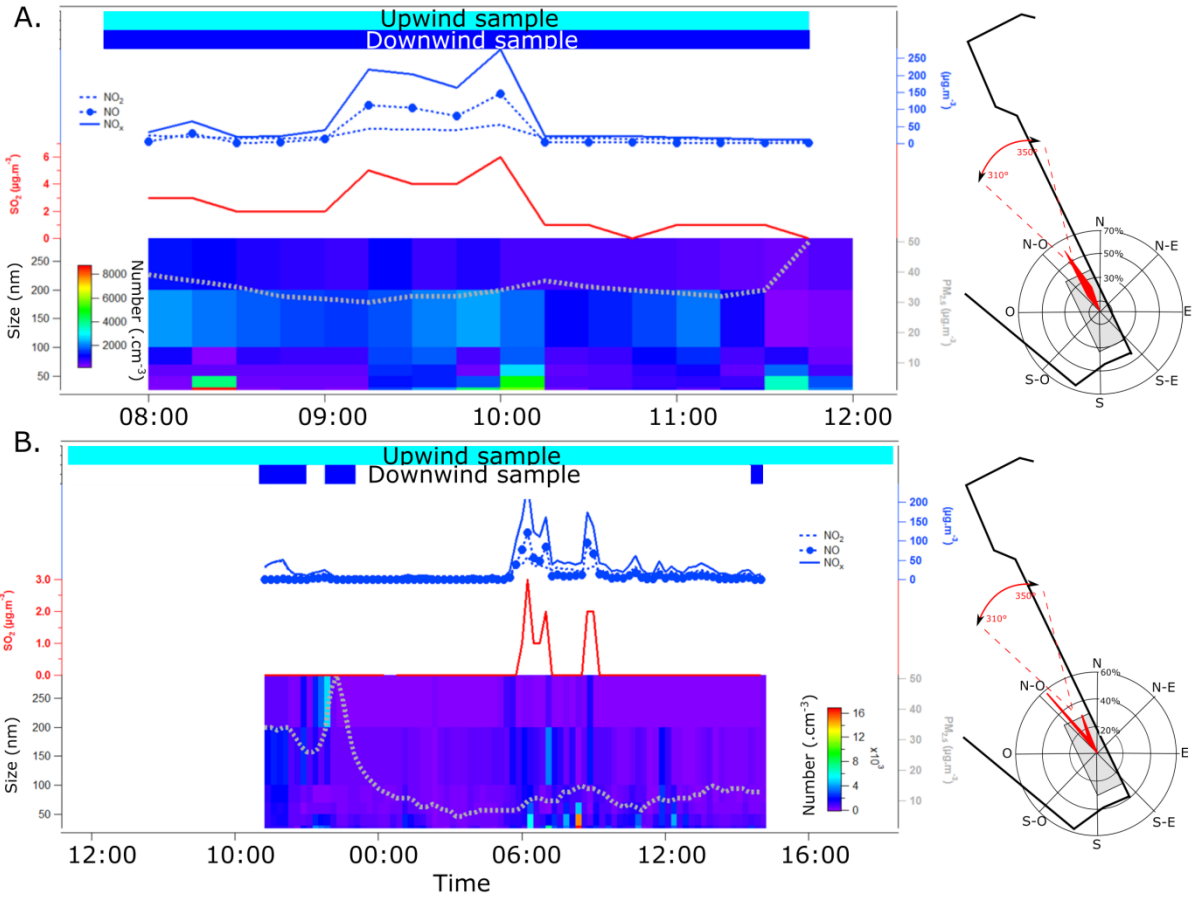 A.
Upwind sample
Downwind sample
NO2
NO
NOx
250
200
150
100
50
0
(µg.m-3)
6
4
2
0
SO2 (µg.m-3)
250
200
150
100
50
Size (nm)
8000
6000
4000
2000
Number (.cm-3)
50
40
30
20
10
PM2,5 (µg.m-3)
08:00
09:00
10:00
11:00
12:00
350°
310°
N
70%
N-O
N-E
50%
30%
O
E
S-O
S-E
S
B.
Upwind sample
Downwind sample
NO2
NO
NOx
200
150
100
50
0
(µg.m-3)
3.0
2.0
1.0
0.0
SO2 (µg.m-3)
250
200
150
100
50
Size (nm)
Number (.cm-3)
16
12
8
4
0
x103
50
40
30
20
10
PM2,5 (µg.m-3)
12:00
10:00
00:00
06:00
12:00
16:00
Time
350°
310°
N
60%
N-O
N-E
40%
20%
O
E
S-O
S-E
S